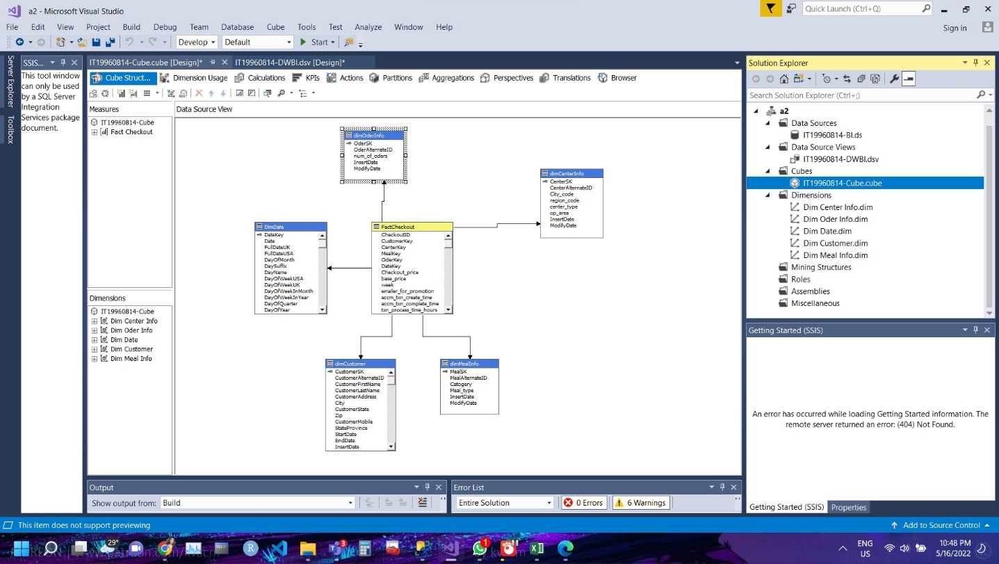 a2 - Microsoft Visual Studio
Quick Launch (Ctrl+Q)
File Edit View Project Build Debug Team Database Cube Tools Test Analyze Window Help
Sign in
Develop Default Start
Server Explorer
Toolbox
SSIS...
This tool window
can only be used
by a SQL Server
Integration
Services package
document.
IT19960814-Cube.cube [Design]* IT19960814-DWBI.dsv [Design]*
Cube Struct... Dimension Usage Calculations KPIs Actions Partitions Aggregations Perspectives Translations Browser
Measures
IT19960814-Cube
Fact Checkout
Dimensions
IT19960814-Cube
Dim Center Info
Dim Oder Info
Dim Date
Dim Customer
Dim Meal Info
Data Source View
dimOderInfo
OderSK
OderAlternateID
num_of_oders
InsertDate
ModifyDate
dimCenterInfo
CenterSK
CenterAlternateID
City_code
region_code
center_type
op_area
InsertDate
ModifyDate
DimDate
DateKey
Date
FullDateUK
FullDateUSA
DayOfMonth
DaySuffix
DayName
DayOfWeekUSA
DayOfWeekUK
DayOfWeekInMonth
DayOfWeekInYear
DayOfQuarter
DayOfYear
FactCheckout
CheckoutID
CustomerKey
CenterKey
MealKey
OderKey
DateKey
Checkout_price
base_price
week
emailer_for_promotion
accm_txn_create_time
accm_txn_complete_time
txn_process_time_hours
dimCustomer
CustomerSK
CustomerAlternateID
CustomerFirstName
CustomerLastName
CustomerAddress
City
CustomerState
Zip
CustomerMobile
StateProvince
StartDate
EndDate
InsertDate
dimMealInfo
MealSK
MealAlternateID
Catogery
Meal_type
InsertDate
ModifyDate
Solution Explorer
Search Solution Explorer (Ctrl+;)
a2
Data Sources
IT19960814-BI.ds
Data Source Views
IT19960814-DWBI.dsv
Cubes
IT19960814-Cube.cube
Dimensions
Dim Center Info.dim
Dim Oder Info.dim
Dim Date.dim
Dim Customer.dim
Dim Meal Info.dim
Mining Structures
Roles
Assemblies
Miscellaneous
Getting Started (SSIS)
An error has occurred while loading Getting Started information. The
remote server returned an error: (404) Not Found.
Getting Started (SSIS) Properties
Output
Show output from: Build
Error List
Entire Solution 0 Errors 6 Warnings
This item does not support previewing
Add to Source Control
29°
3
1
ENG
US
10:48 PM
5/16/2022